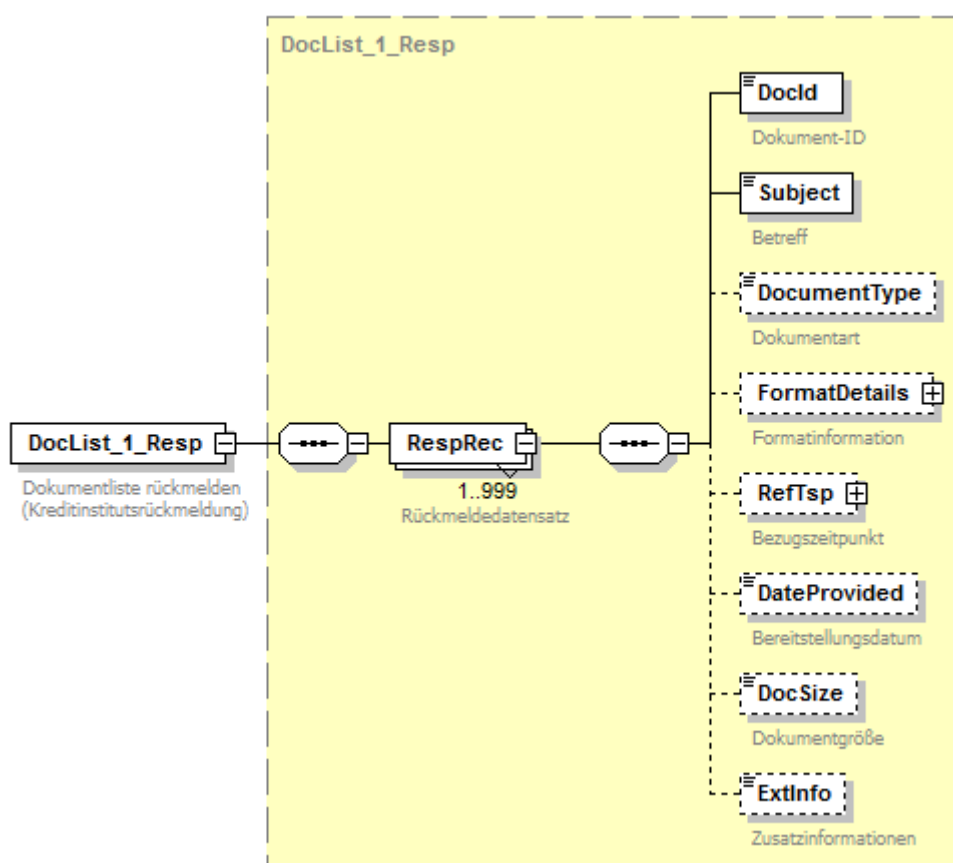 DocList_1_Resp
DocId
Dokument-ID
Subject
Betreff
DocumentType
Dokumentart
FormatDetails
Formatinformation
DocList_1_Resp
Dokumentliste rückmelden
(Kreditinstitutsrückmeldung)
RespRec
1..999
Rückmeldedatensatz
RefTsp
Bezugszeitpunkt
DateProvided
Bereitstellungsdatum
DocSize
Dokumentgröße
ExtInfo
Zusatzinformationen